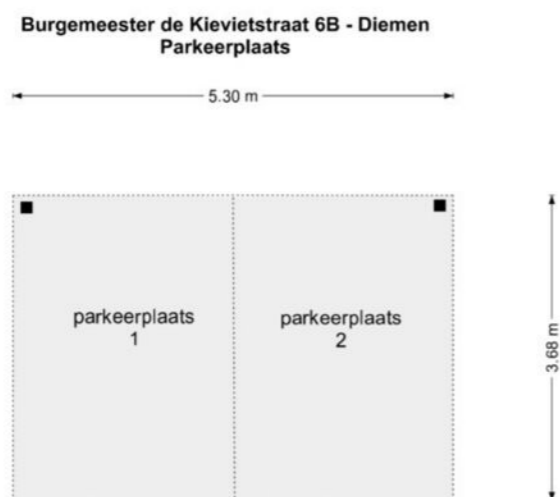 Burgemeester de Kievietstraat 6B - Diemen
Parkeerplaats
5.30 m
parkeerplaats
1
parkeerplaats
2
3.68 m